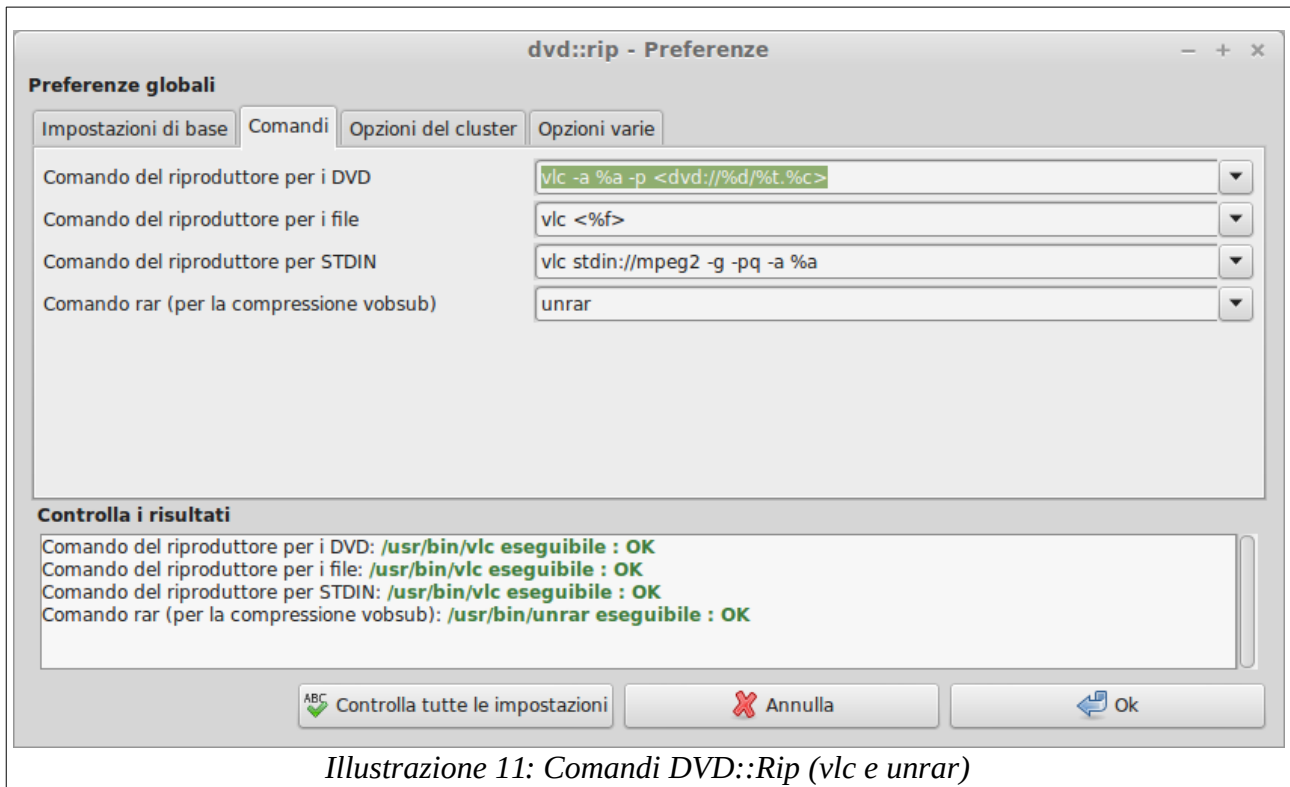 dvd::rip - Preferenze
Preferenze globali
Impostazioni di base Comandi Opzioni del cluster Opzioni varie
Comando del riproduttore per i DVD vlc -a %a -p <dvd://%d/%t.%c>
Comando del riproduttore per i file vlc <%f>
Comando del riproduttore per STDIN vlc stdin://mpeg2 -g -pq -a %a
Comando rar (per la compressione vobsub) unrar
Controlla i risultati
Comando del riproduttore per i DVD: /usr/bin/vlc eseguibile : OK
Comando del riproduttore per i file: /usr/bin/vlc eseguibile : OK
Comando del riproduttore per STDIN: /usr/bin/vlc eseguibile : OK
Comando rar (per la compressione vobsub): /usr/bin/unrar eseguibile : OK
ABC Controlla tutte le impostazioni Annulla Ok
Illustrazione 11: Comandi DVD::Rip (vlc e unrar)